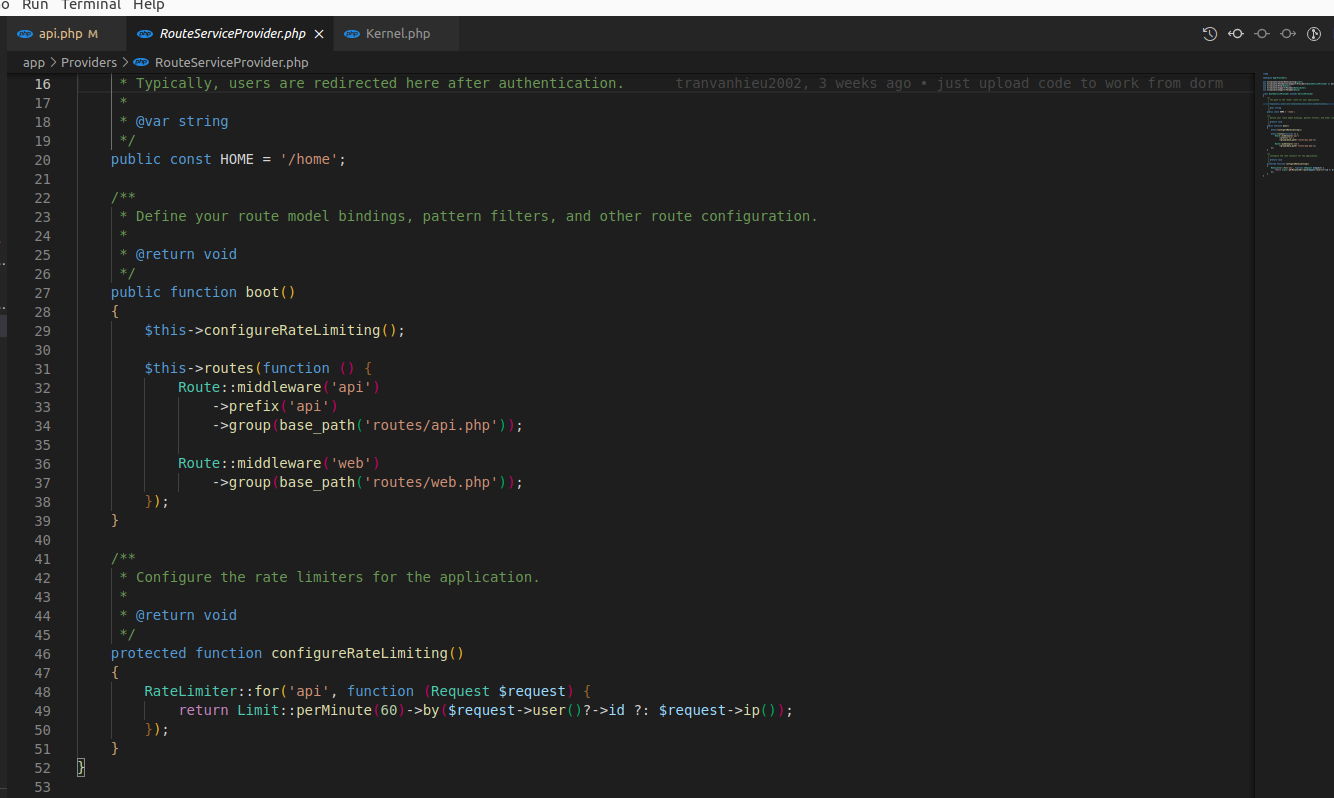 Run Terminal Help
php api.php M php RouteServiceProvider.php × php Kernel.php
app > Providers > php RouteServiceProvider.php
16 * Typically, users are redirected here after authentication. tranvanhieu2002, 3 weeks ago • just upload code to work from dorm
17 *
18 * @var string
19 */
20 public const HOME = '/home';
21
22 /**
23 * Define your route model bindings, pattern filters, and other route configuration.
24 *
25 * @return void
26 */
27 public function boot()
28 {
29 $this->configureRateLimiting();
30
31 $this->routes(function () {
32 Route::middleware('api')
33 ->prefix('api')
34 ->group(base_path('routes/api.php'));
35
36 Route::middleware('web')
37 ->group(base_path('routes/web.php'));
38 });
39 }
40
41 /**
42 * Configure the rate limiters for the application.
43 *
44 * @return void
45 */
46 protected function configureRateLimiting()
47 {
48 RateLimiter::for('api', function (Request $request) {
49 return Limit::perMinute(60)->by($request->user()?->id ?: $request->ip());
50 });
51 }
52 }
53